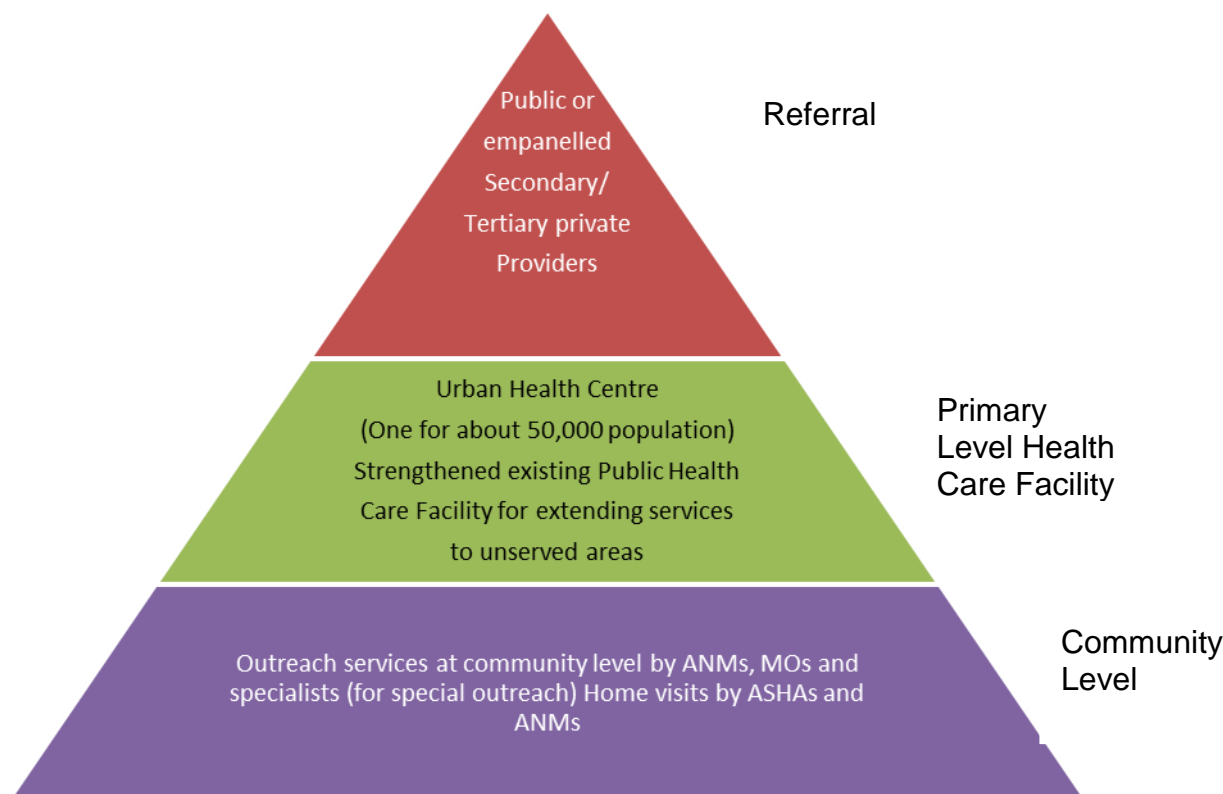 Public or
empanelled
Secondary/
Tertiary private
Providers
Referral
Urban Health Centre
(One for about 50,000 population)
Strengthened existing Public Health
Care Facility for extending services
to unserved areas
Primary
Level Health
Care Facility
Outreach services at community level by ANMs, MOs and
specialists (for special outreach) Home visits by ASHAs and
ANMs
Community
Level